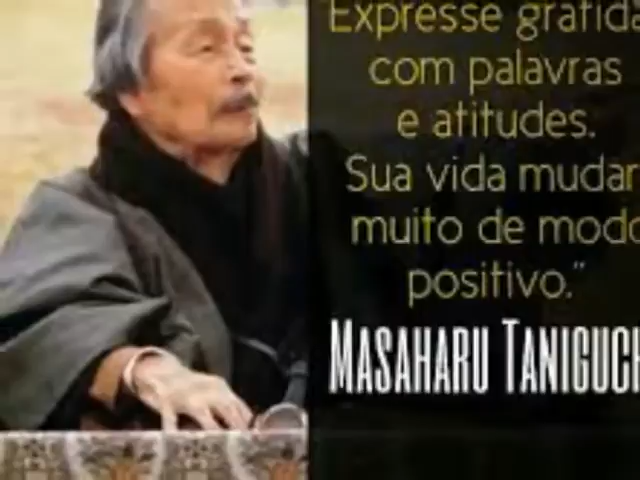 "Expresse gratida
com palavras
e atitudes.
Sua vida mudar
muito de modo
positivo."
MASAHARU TANIGUCH